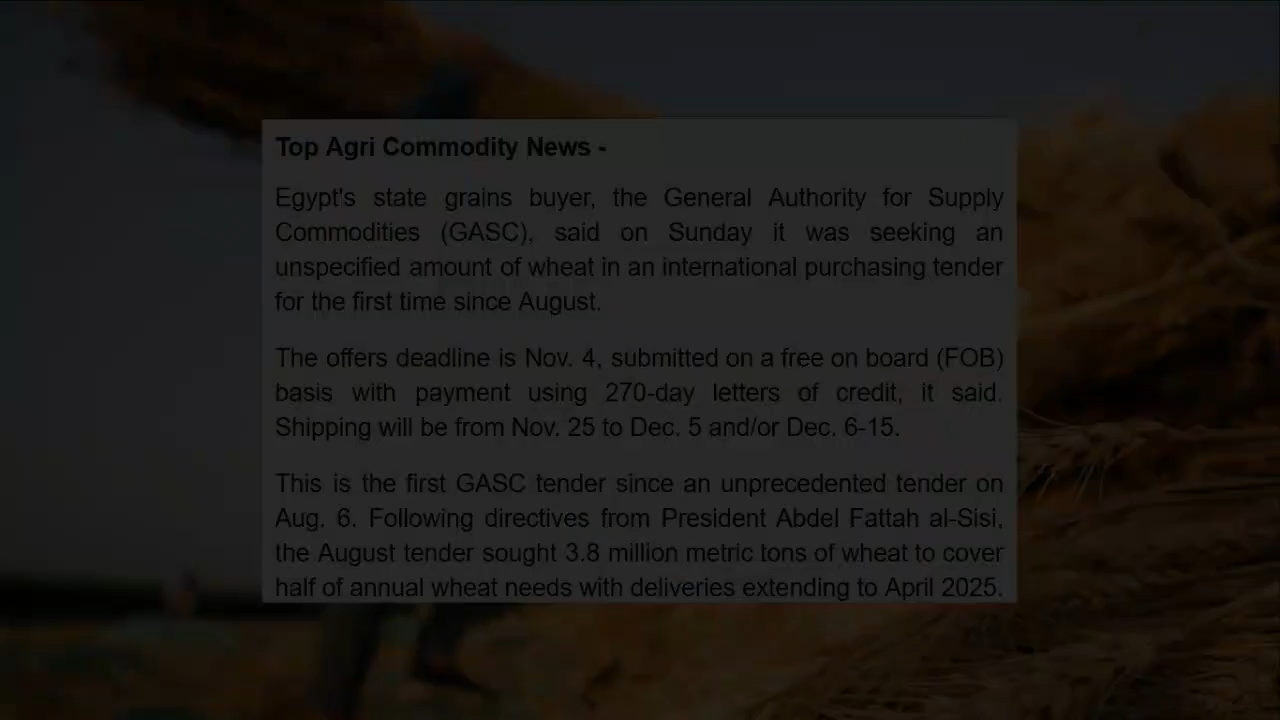 Top Agri Commodity News -
Egypt's state grains buyer, the General Authority for Supply
Commodities (GASC), said on Sunday it was seeking an
unspecified amount of wheat in an international purchasing tender
for the first time since August.
The offers deadline is Nov. 4, submitted on a free on board (FOB)
basis with payment using 270-day letters of credit, it said.
Shipping will be from Nov. 25 to Dec. 5 and/or Dec. 6-15.
This is the first GASC tender since an unprecedented tender on
Aug. 6. Following directives from President Abdel Fattah al-Sisi,
the August tender sought 3.8 million metric tons of wheat to cover
half of annual wheat needs with deliveries extending to April 2025.